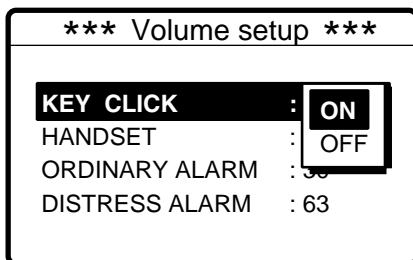 *** Volume setup ***
KEY CLICK : ON
HANDSET : OFF
ORDINARY ALARM :
DISTRESS ALARM : 63